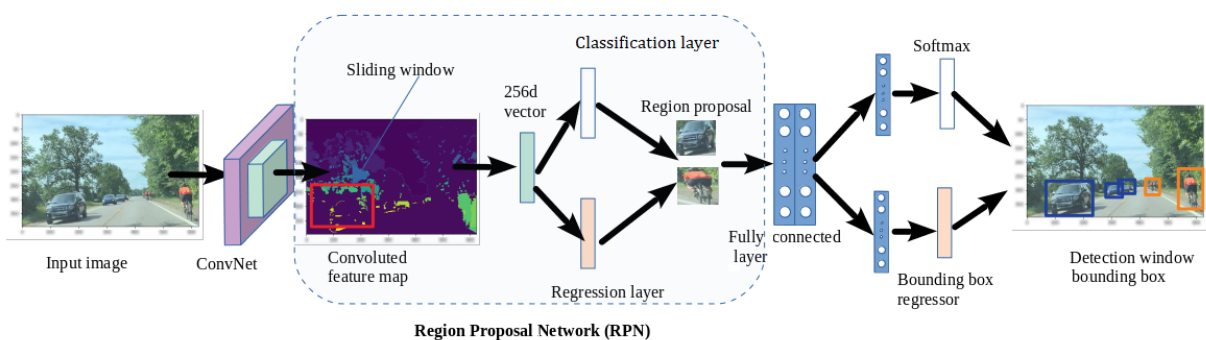 Classification layer
Softmax
Sliding window
256d
vector
Region proposal
Input image
ConvNet
Convoluted
feature map
Regression layer
Fully connected
layer
Bounding box
regressor
Detection window
bounding box
Region Proposal Network (RPN)